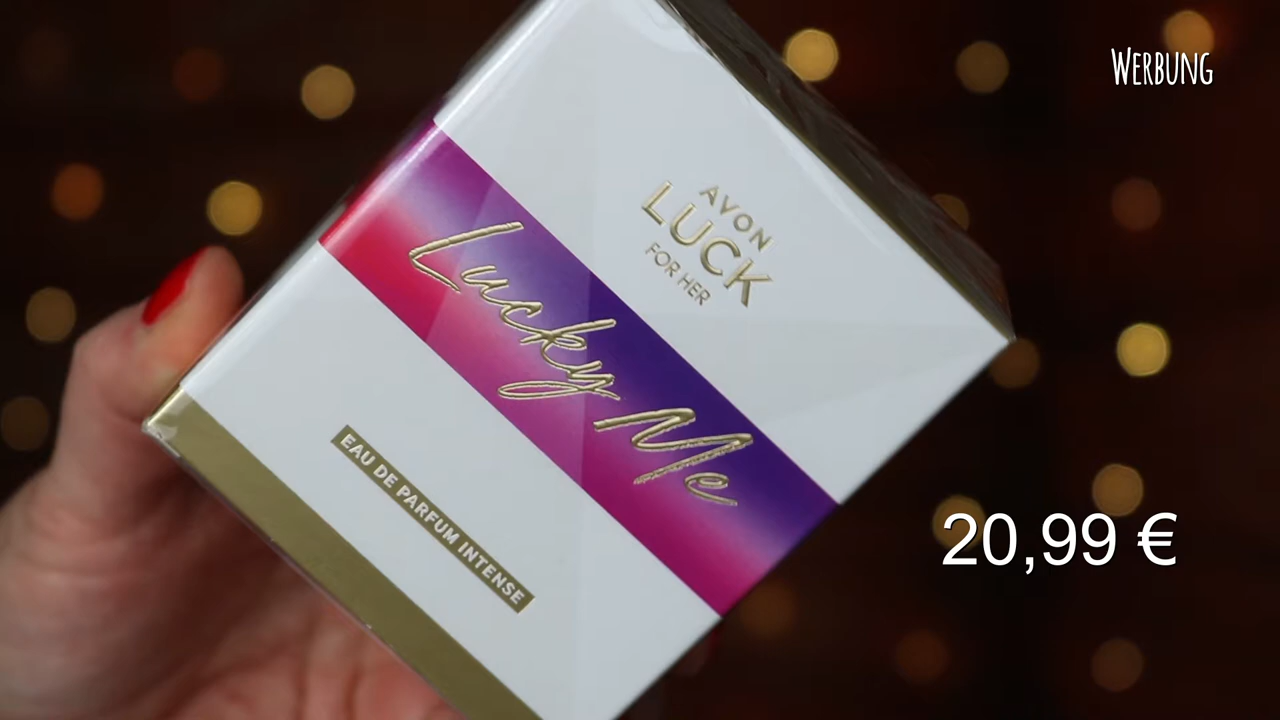 WERBUNG
AVON
LUCK
FOR HER
Lucky Me
EAU DE PARFUM INTENSE
20,99 €